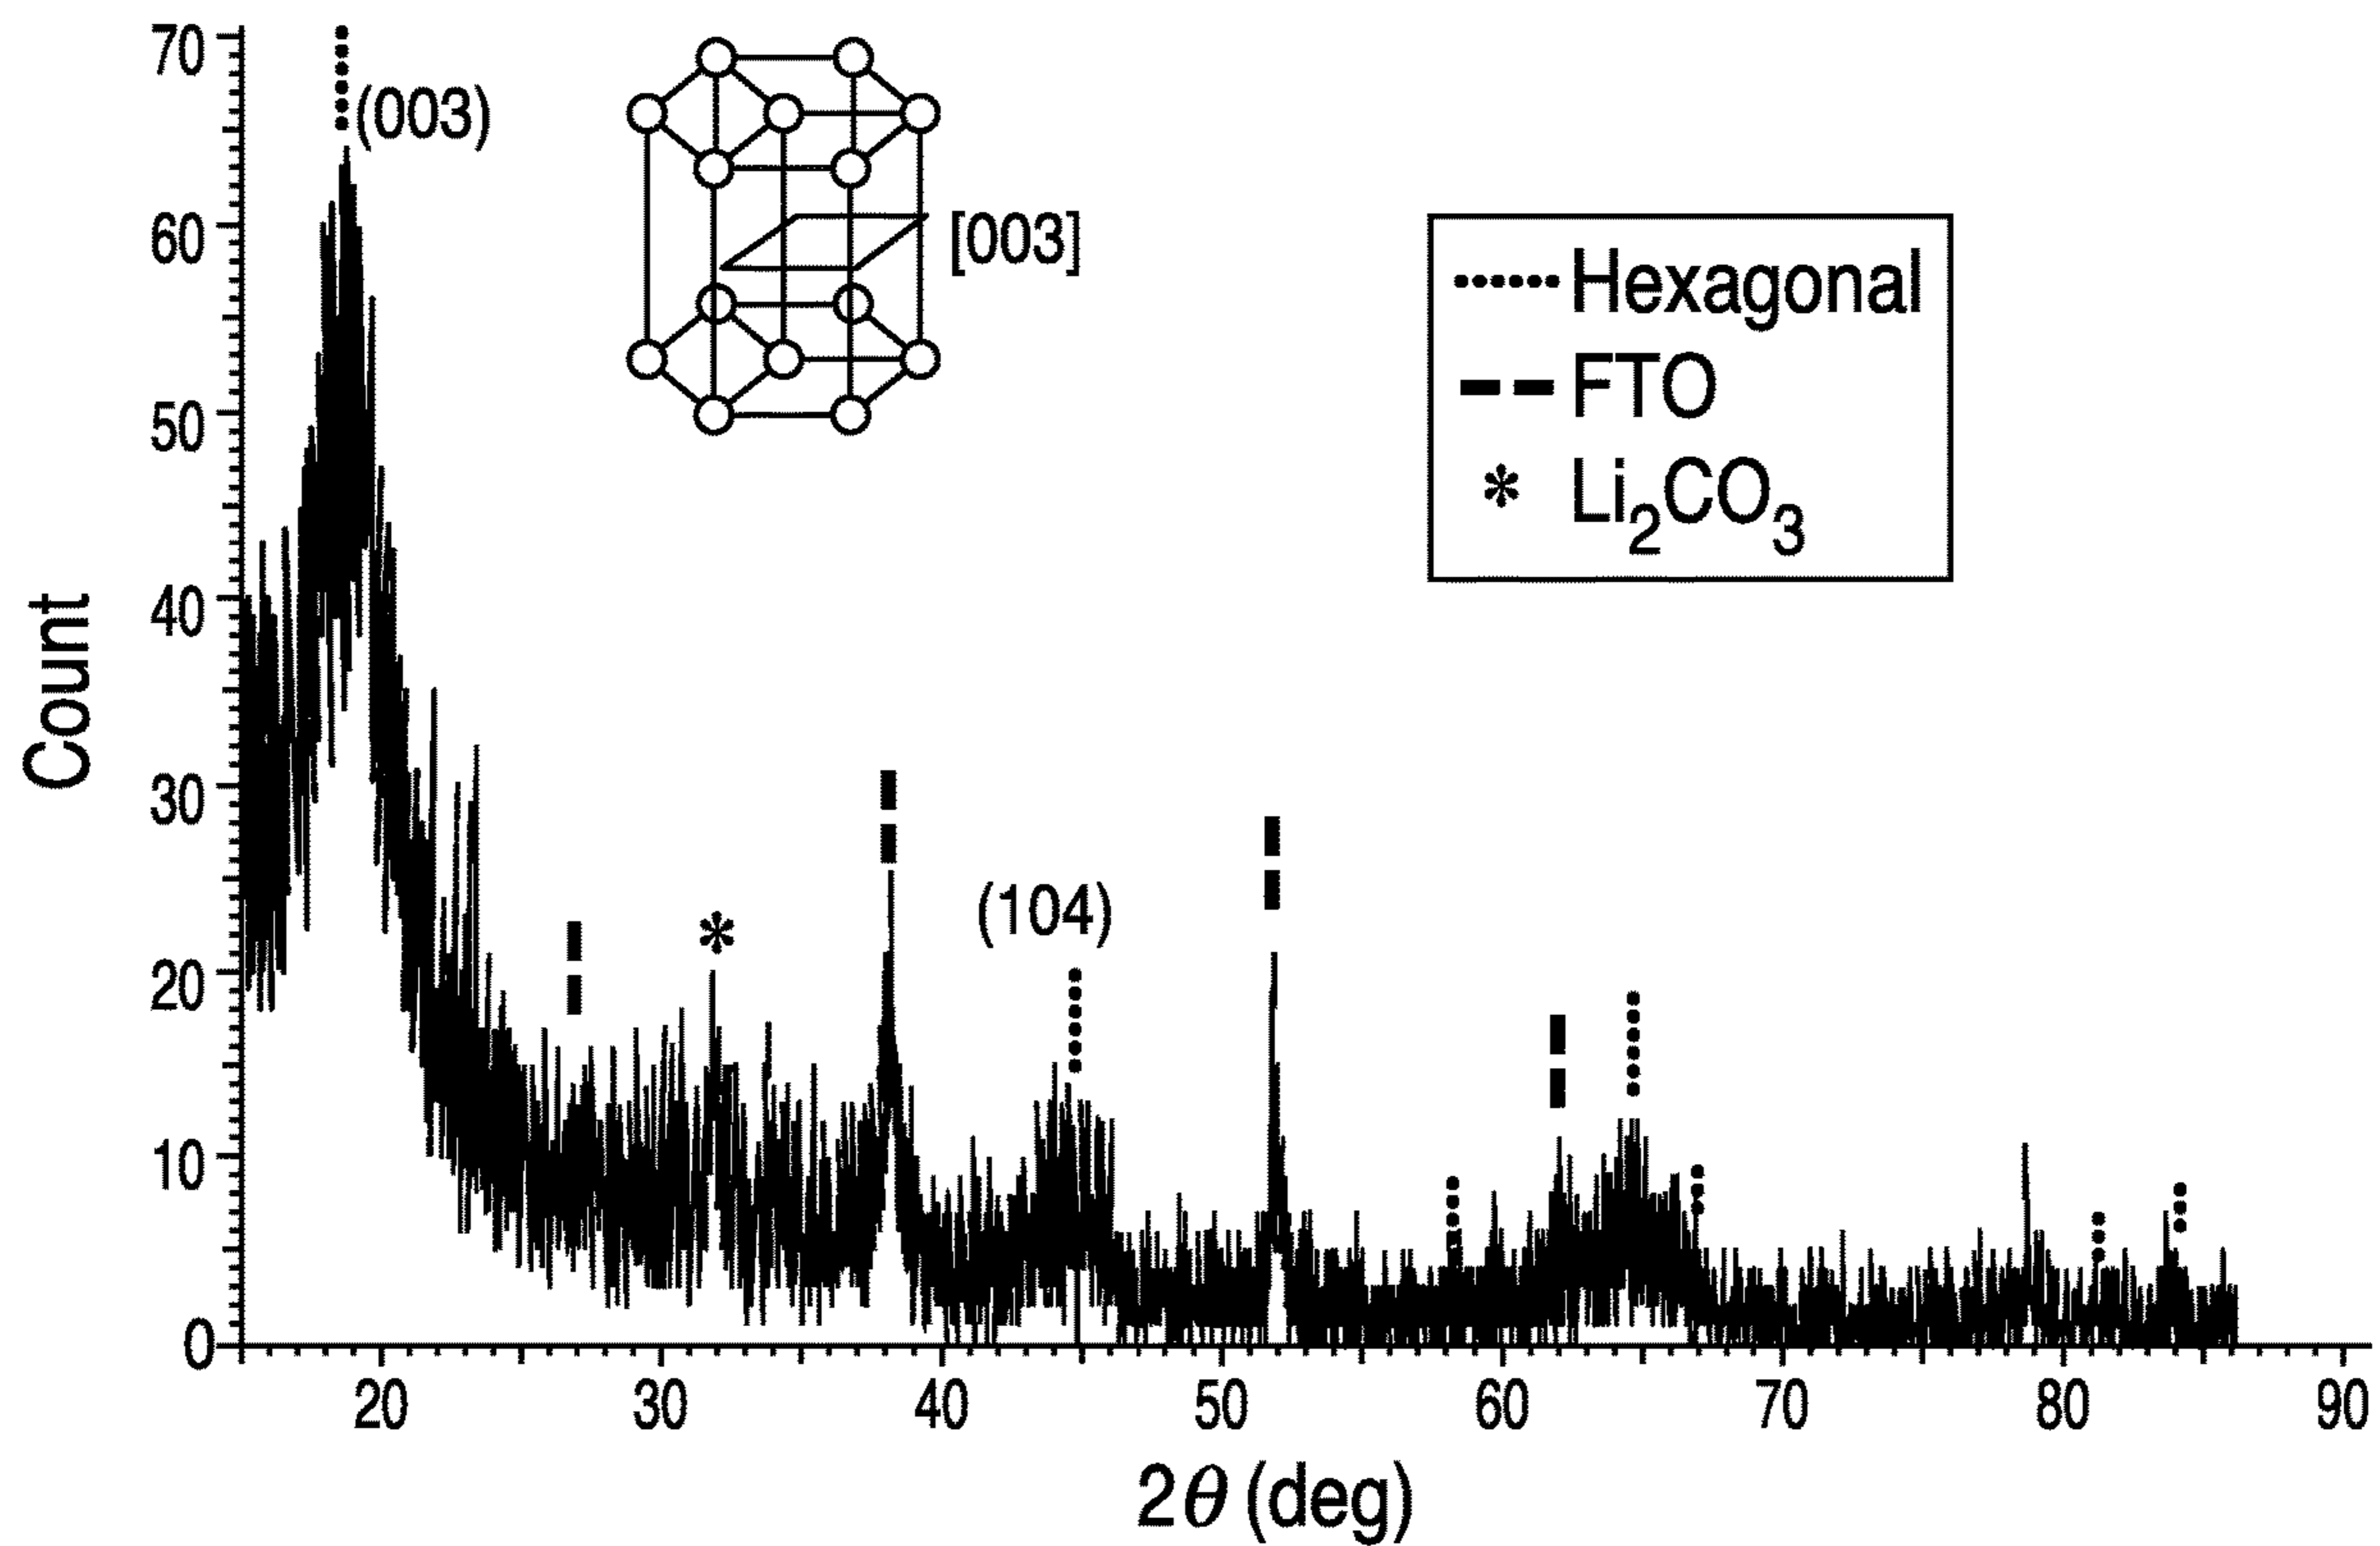 70
60
50
40
30
20
10
0
Count
(003)
[003]
Hexagonal
FTO
* Li₂CO₃
*
(104)
20 30 40 50 60 70 80 90
2θ (deg)